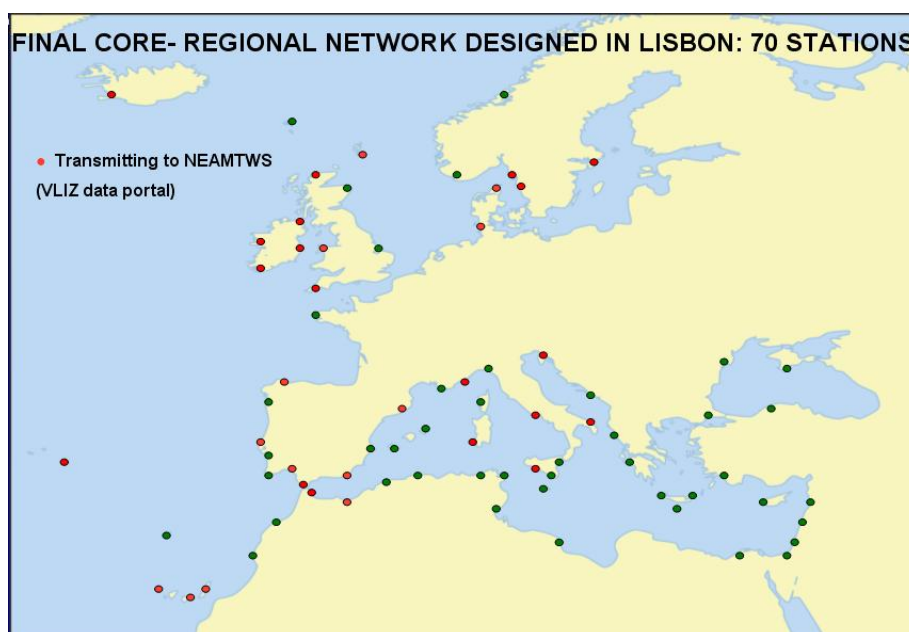 FINAL CORE- REGIONAL NETWORK DESIGNED IN LISBON: 70 STATIONS
Transmitting to NEAMTWS
(VLIZ data portal)